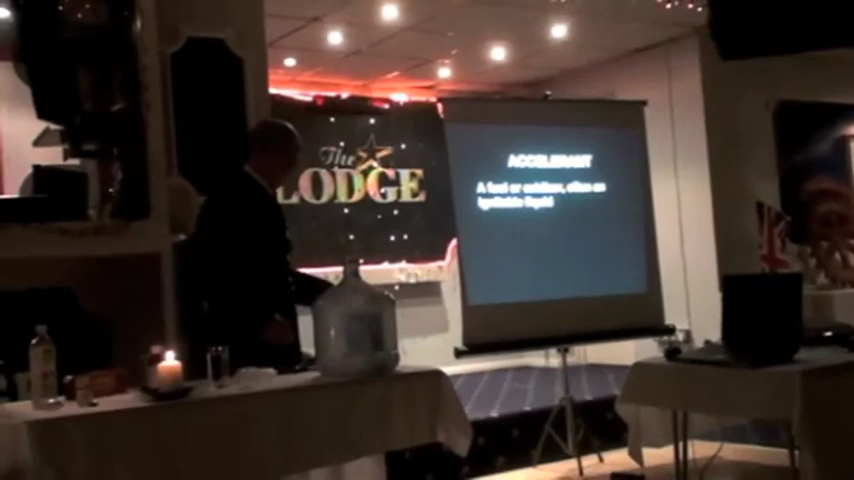 The
LODGE
ACCELERANT
A fuel or oxidizer, often an
ignitable liquid